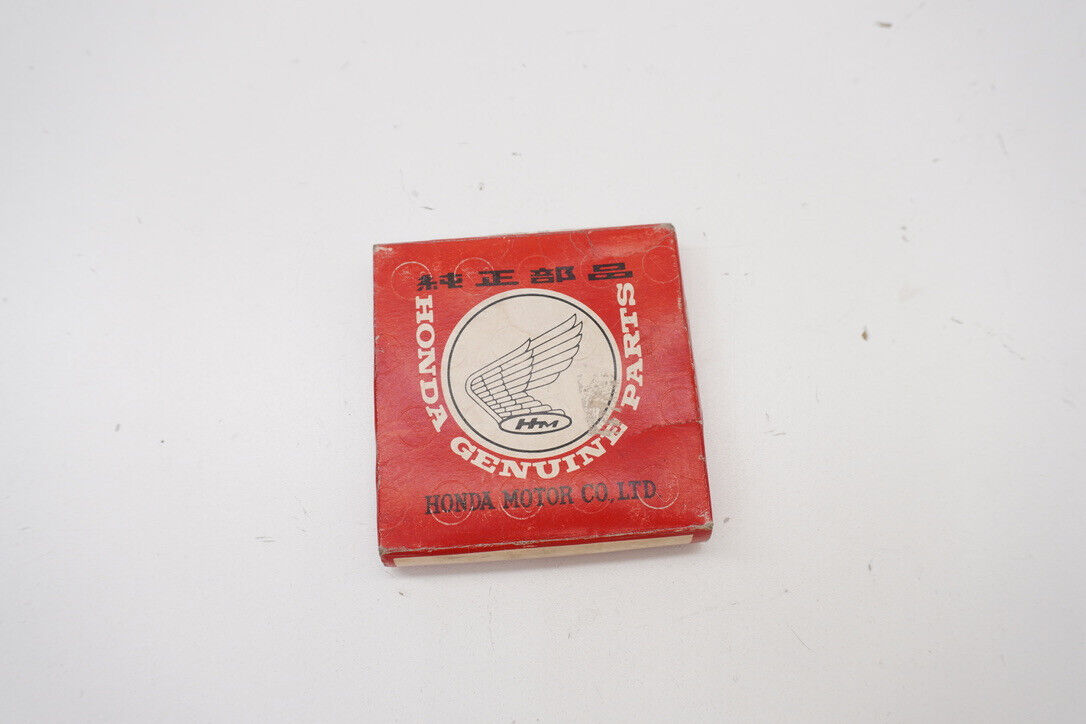 純正部品
HONDA GENUINE PARTS
HM
HONDA MOTOR CO., LTD